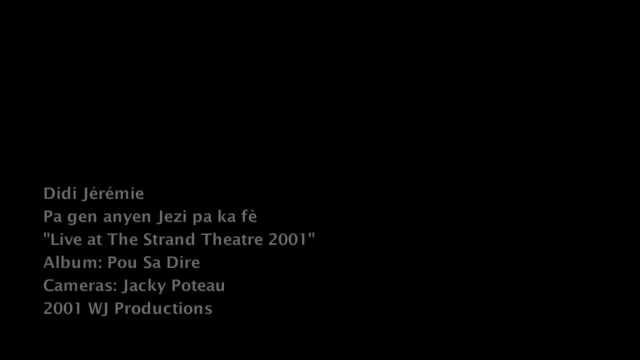 Didi Jérémie
Pa gen anyen Jezi pa ka fè
"Live at The Strand Theatre 2001"
Album: Pou Sa Dire
Cameras: Jacky Poteau
2001 WJ Productions